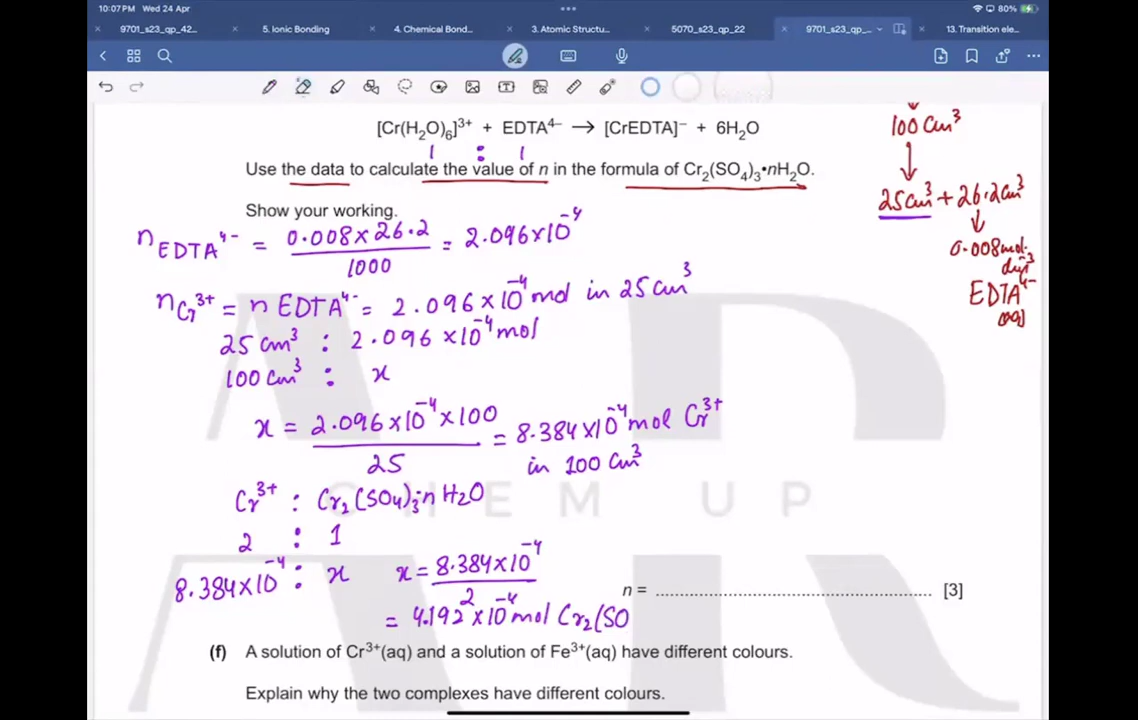 10:07 PM Wed 24 Apr
80%
9701_s23_qp_42...
5. Ionic Bonding
4. Chemical Bond...
3. Atomic Structu...
5070_s23_qp_22
9701_s23_qp_...
13. Transition ele...
[Cr(H₂O)₆]³⁺ + EDTA⁴⁻ → [CrEDTA]⁻ + 6H₂O
1 : 1
Use the data to calculate the value of n in the formula of Cr₂(SO₄)₃•nH₂O.
Show your working.
n EDTA⁴⁻ = 0.008 × 26.2 / 1000 = 2.096 × 10⁻⁴
n Cr³⁺ = n EDTA⁴⁻ = 2.096 × 10⁻⁴ mol in 25 cm³
25 cm³ : 2.096 × 10⁻⁴ mol
100 cm³ : x
x = 2.096 × 10⁻⁴ × 100 / 25 = 8.384 × 10⁻⁴ mol Cr³⁺
in 100 cm³
Cr³⁺ : Cr₂(SO₄)₃·nH₂O
2 : 1
8.384 × 10⁻⁴ : x
x = 8.384 × 10⁻⁴ / 2
= 4.192 × 10⁻⁴ mol Cr₂(SO
100 cm³
25 cm³ + 26.2 cm³
0.008 mol
dm³
EDTA⁴⁻
(aq)
CHEM UP
n = ........................................ [3]
(f) A solution of Cr³⁺(aq) and a solution of Fe³⁺(aq) have different colours.
Explain why the two complexes have different colours.